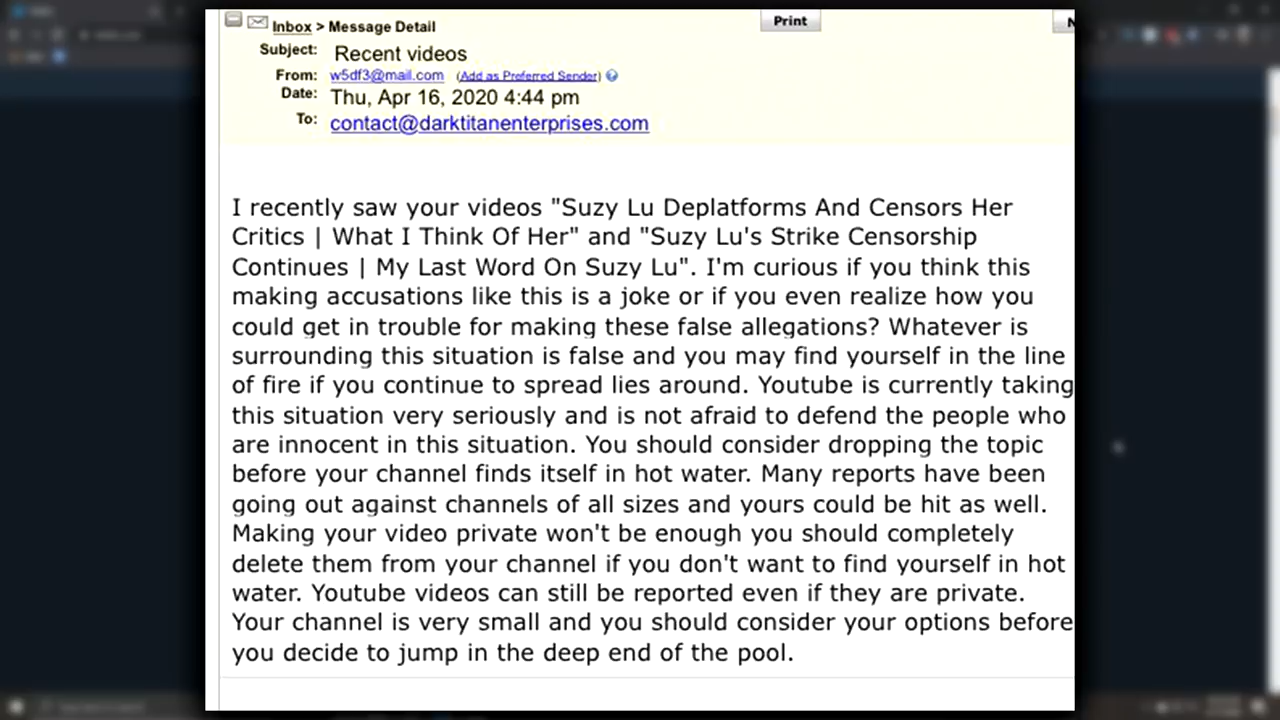 Inbox > Message Detail
Print
Subject: Recent videos
From: w5df3@mail.com (Add as Preferred Sender)
Date: Thu, Apr 16, 2020 4:44 pm
To: contact@darktitanenterprises.com
I recently saw your videos "Suzy Lu Deplatforms And Censors Her
Critics | What I Think Of Her" and "Suzy Lu's Strike Censorship
Continues | My Last Word On Suzy Lu". I'm curious if you think this
making accusations like this is a joke or if you even realize how you
could get in trouble for making these false allegations? Whatever is
surrounding this situation is false and you may find yourself in the line
of fire if you continue to spread lies around. Youtube is currently taking
this situation very seriously and is not afraid to defend the people who
are innocent in this situation. You should consider dropping the topic
before your channel finds itself in hot water. Many reports have been
going out against channels of all sizes and yours could be hit as well.
Making your video private won't be enough you should completely
delete them from your channel if you don't want to find yourself in hot
water. Youtube videos can still be reported even if they are private.
Your channel is very small and you should consider your options before
you decide to jump in the deep end of the pool.